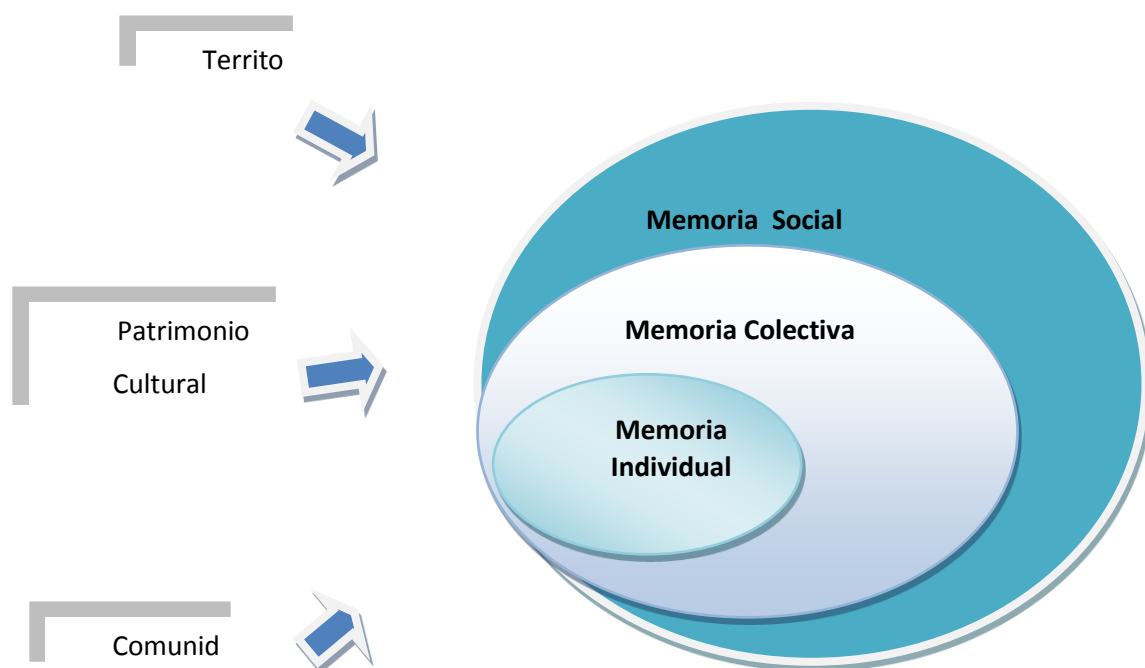 Territo
Memoria Social
Patrimonio
Cultural
Memoria Colectiva
Memoria
Individual
Comunid